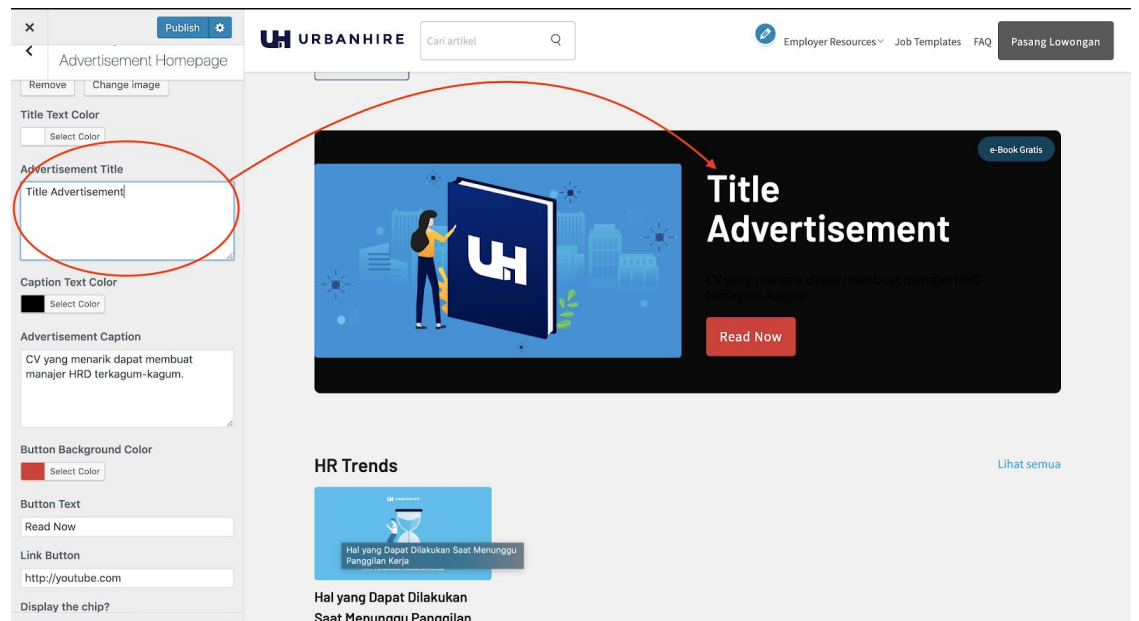 Publish
Advertisement Homepage
Remove
Change image
Title Text Color
Select Color
Advertisement Title
Title Advertisement
Caption Text Color
Select Color
Advertisement Caption
CV yang menarik dapat membuat
manajer HRD terkagum-kagum.
Button Background Color
Select Color
Button Text
Read Now
Link Button
http://youtube.com
Display the chip?
UH URBANHIRE
Cari artikel
Employer Resources
Job Templates
FAQ
Pasang Lowongan
e-Book Gratis
UH
Title
Advertisement
CV yang menarik dapat membuat manajer HRD
terkagum-kagum.
Read Now
HR Trends
Lihat semua
UH URBANHIRE
Hal yang Dapat Dilakukan Saat Menunggu
Panggilan Kerja
Hal yang Dapat Dilakukan
Saat Menunggu Panggilan